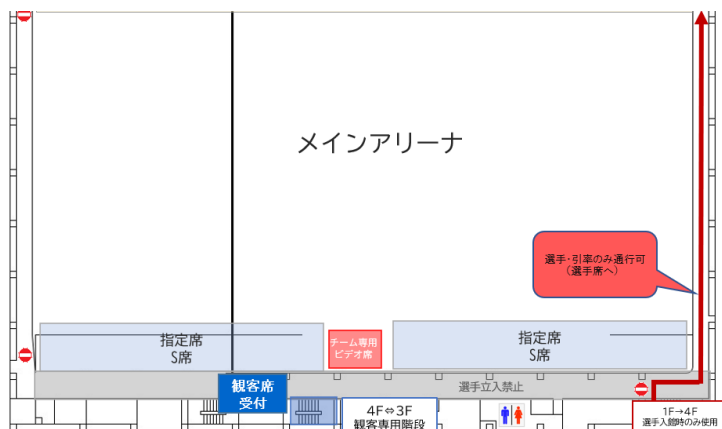 メインアリーナ
選手・引率のみ通行可
(選手席へ)
指定席
S席
チーム専用
ビデオ席
指定席
S席
選手立入禁止
観客席
受付
4F⇔3F
観客専用階段
1F→4F
選手入館時のみ使用